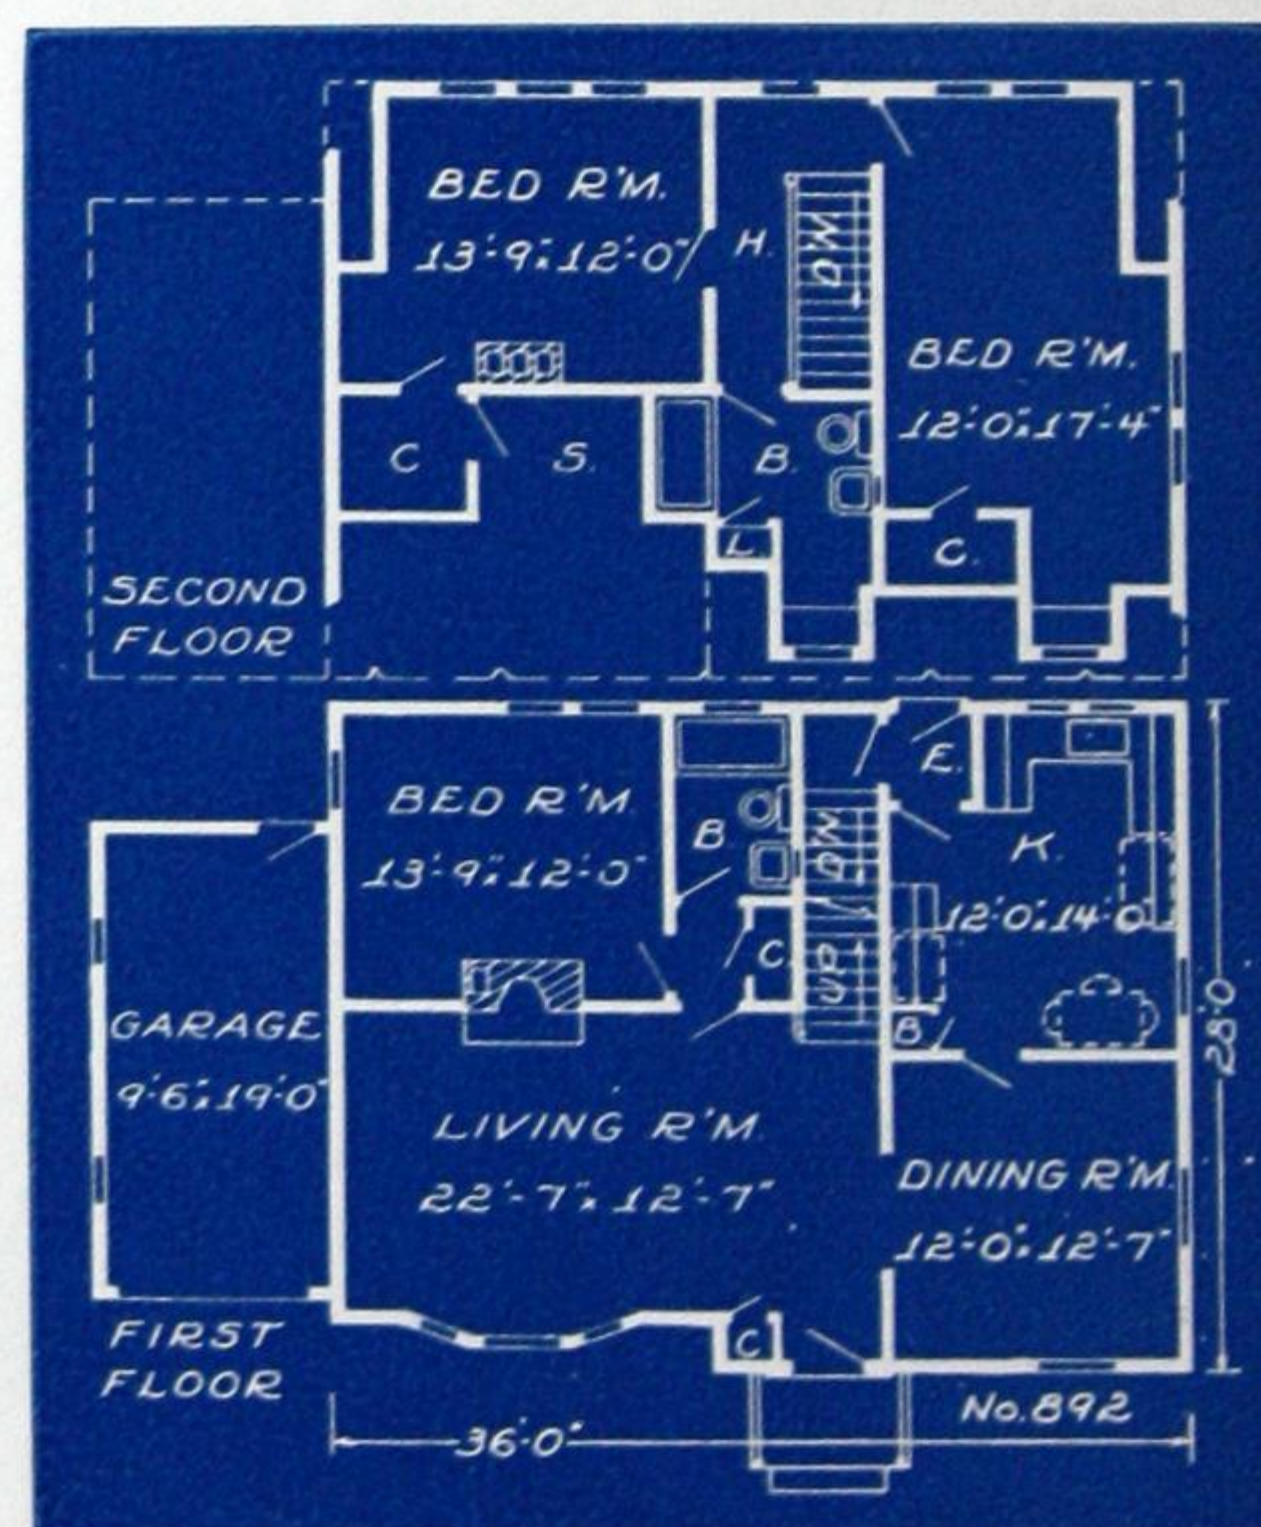 BED R'M.
13'-9"x12'-0"
H.
DWN
BED R'M.
12'-0"x17'-4"
C
S.
B.
L.
C.
SECOND
FLOOR
E.
BED R'M.
13'-9"x12'-0"
B.
DN
K.
12'-0"x14'-0"
C.
UP
B
GARAGE
9'-6"x19'-0"
28'-0
LIVING R'M.
22'-7"x12'-7"
DINING R'M.
12'-0"x12'-7"
C
FIRST
FLOOR
No. 892
36'-0"